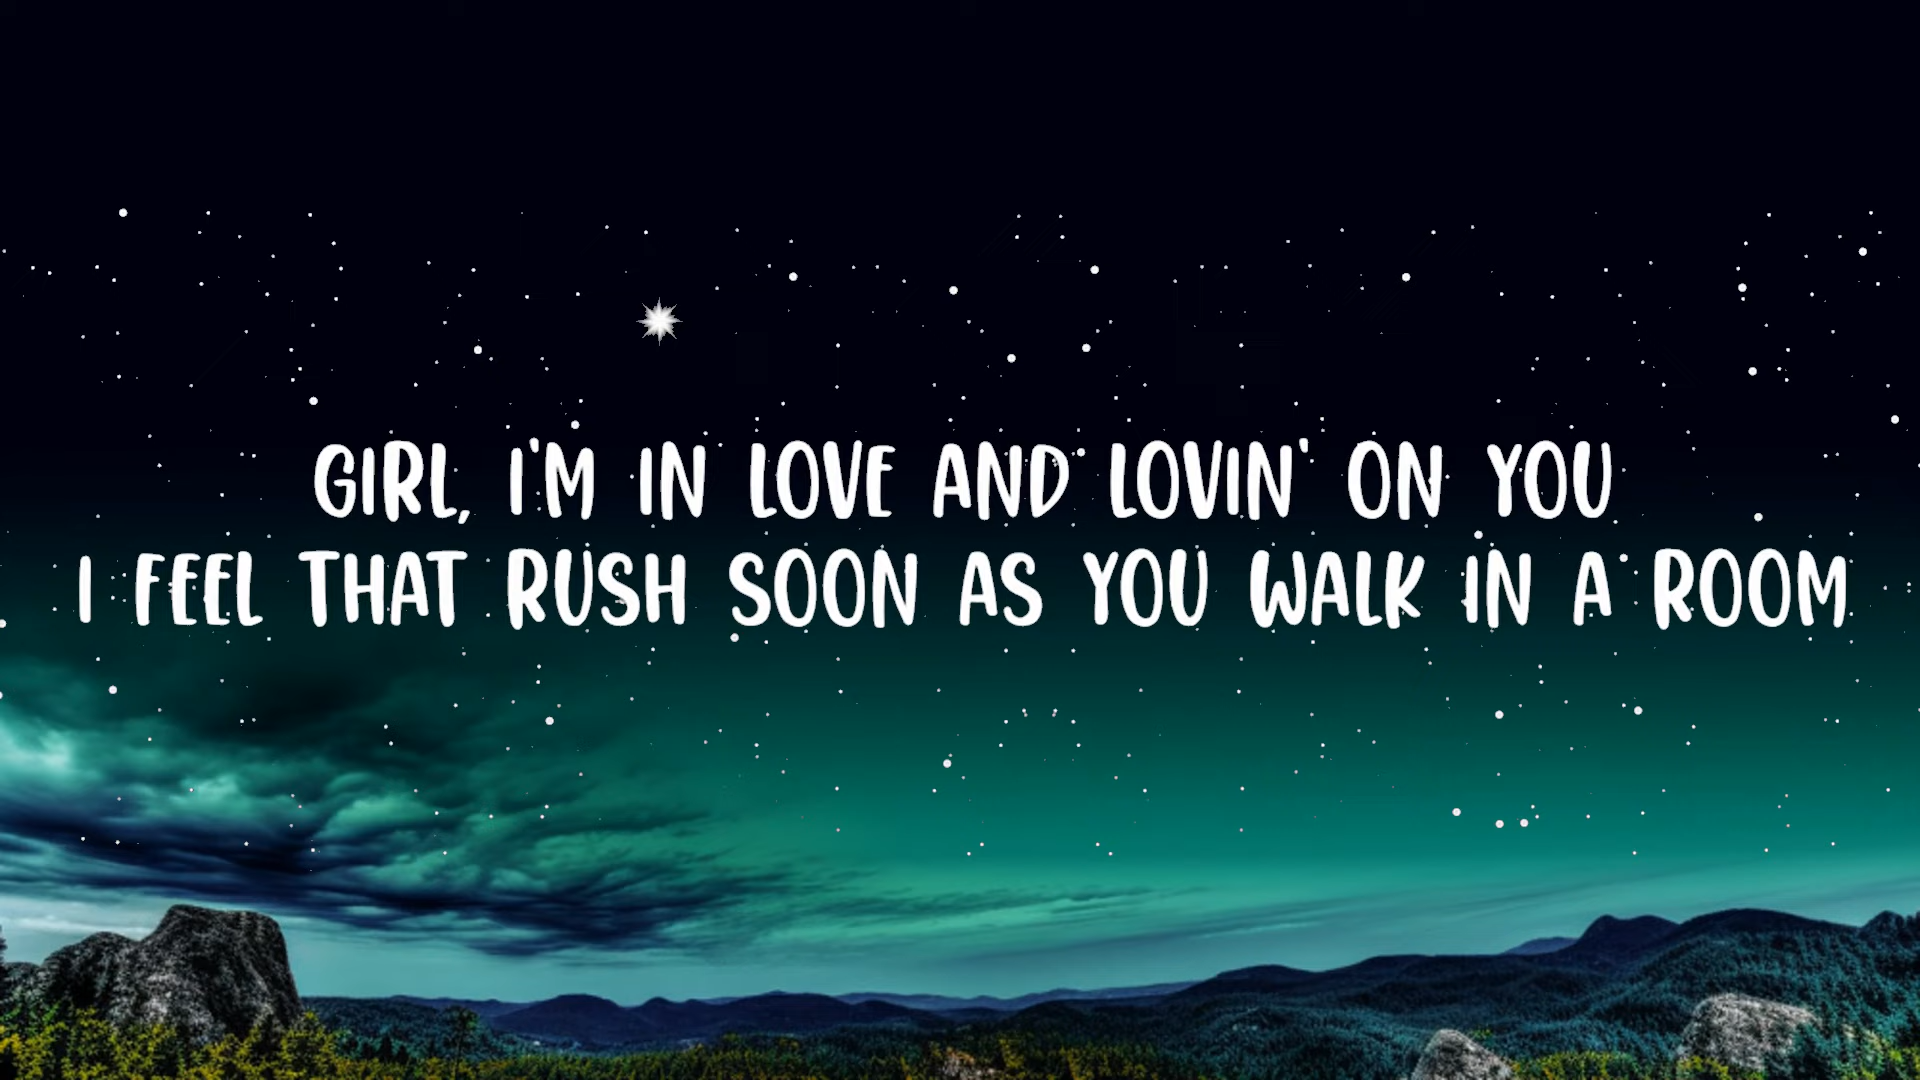 GIRL, I'M IN LOVE AND LOVIN' ON YOU
I FEEL THAT RUSH SOON AS YOU WALK IN A ROOM